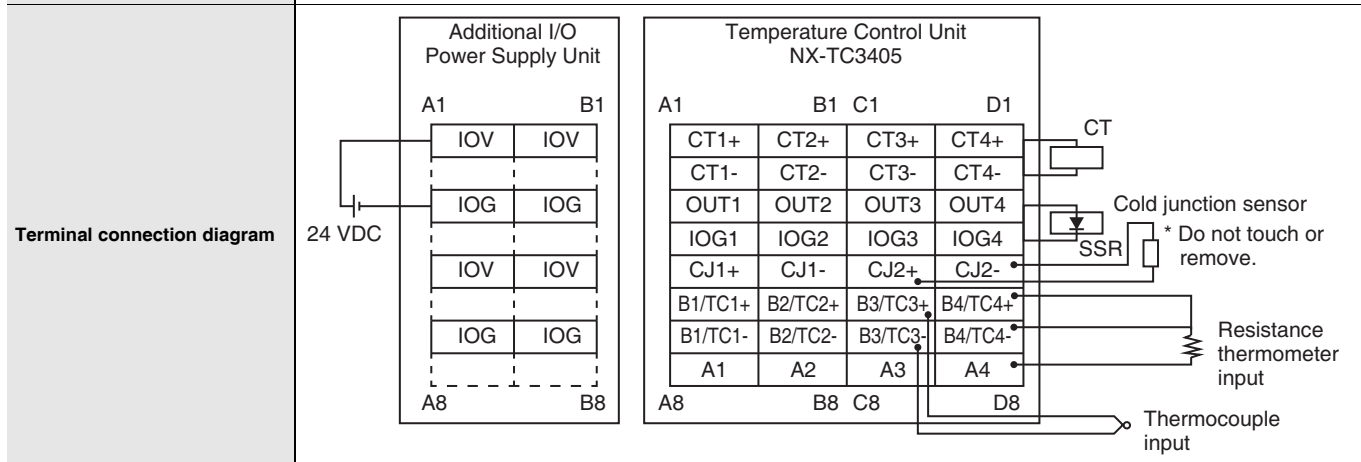 Terminal connection diagram
Additional I/O
Power Supply Unit
A1 B1
IOV IOV
IOG IOG
24 VDC
IOV IOV
IOG IOG
A8 B8
Temperature Control Unit
NX-TC3405
A1 B1 C1 D1
CT1+ CT2+ CT3+ CT4+
CT1- CT2- CT3- CT4-
OUT1 OUT2 OUT3 OUT4
IOG1 IOG2 IOG3 IOG4
CJ1+ CJ1- CJ2+ CJ2-
B1/TC1+ B2/TC2+ B3/TC3+ B4/TC4+
B1/TC1- B2/TC2- B3/TC3- B4/TC4-
A1 A2 A3 A4
A8 B8 C8 D8
CT
SSR
Cold junction sensor
* Do not touch or
remove.
Resistance
thermometer
input
Thermocouple
input